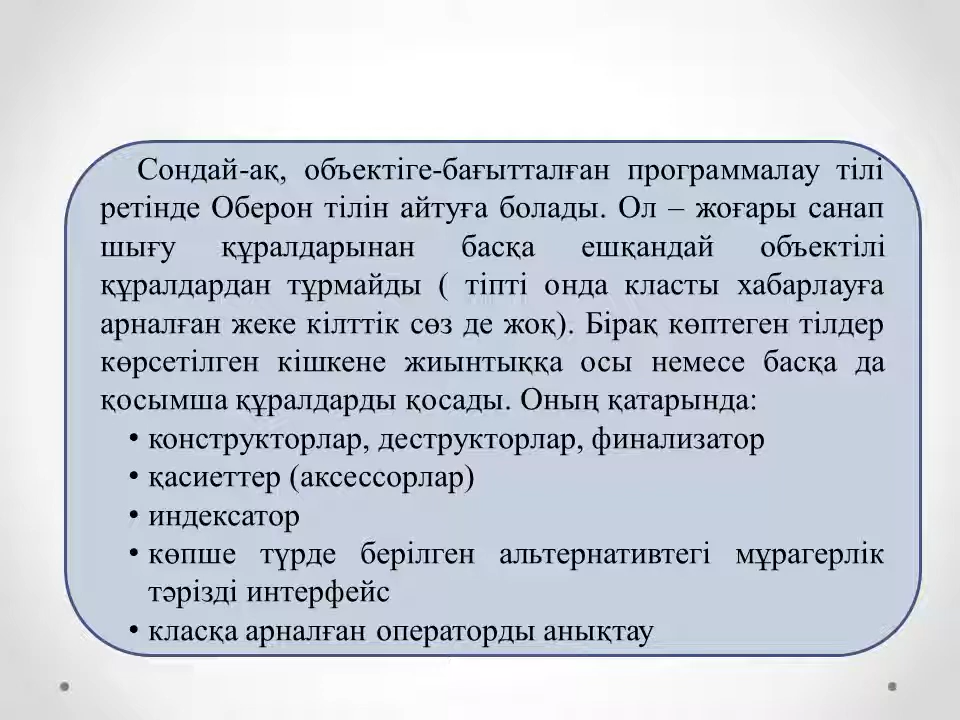 Сондай-ақ, объектіге-бағытталған программалау тілі
ретінде Оберон тілін айтуға болады. Ол – жоғары санап
шығу құралдарынан басқа ешқандай объектілі
құралдардан тұрмайды ( тіпті онда класты хабарлауға
арналған жеке кілттік сөз де жоқ). Бірақ көптеген тілдер
көрсетілген кішкене жиынтыққа осы немесе басқа да
қосымша құралдарды қосады. Оның қатарында:
• конструкторлар, деструкторлар, финализатор
• қасиеттер (аксессорлар)
• индексатор
• көпше түрде берілген альтернативтегі мұрагерлік
тәрізді интерфейс
• класқа арналған операторды анықтау